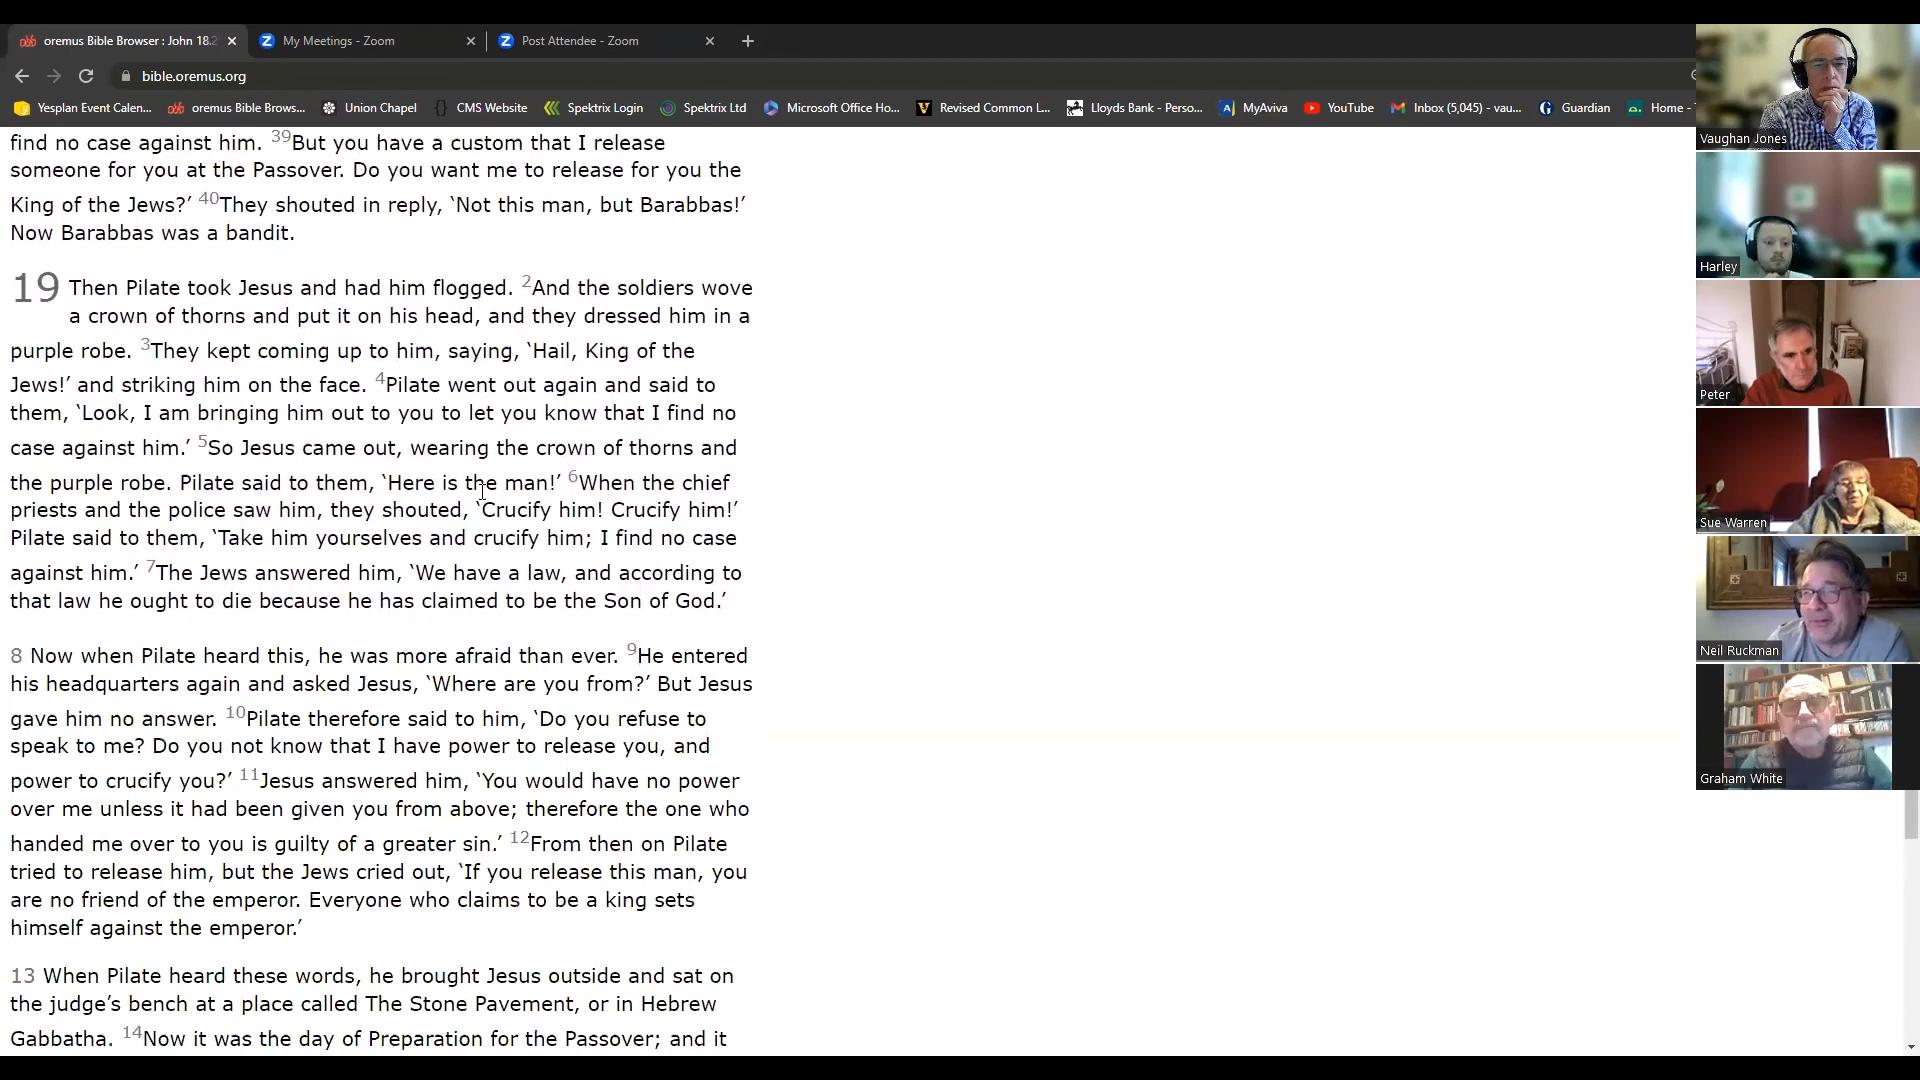 oremus Bible Browser : John 18.2
My Meetings - Zoom
Post Attendee - Zoom
bible.oremus.org
Yesplan Event Calen...
oremus Bible Brows...
Union Chapel
CMS Website
Spektrix Login
Spektrix Ltd
Microsoft Office Ho...
Revised Common L...
Lloyds Bank - Perso...
MyAviva
YouTube
Inbox (5,045) - vau...
Guardian
Home -
find no case against him. 39But you have a custom that I release
someone for you at the Passover. Do you want me to release for you the
King of the Jews?’ 40They shouted in reply, ‘Not this man, but Barabbas!’
Now Barabbas was a bandit.
19 Then Pilate took Jesus and had him flogged. 2And the soldiers wove
a crown of thorns and put it on his head, and they dressed him in a
purple robe. 3They kept coming up to him, saying, ‘Hail, King of the
Jews!’ and striking him on the face. 4Pilate went out again and said to
them, ‘Look, I am bringing him out to you to let you know that I find no
case against him.’ 5So Jesus came out, wearing the crown of thorns and
the purple robe. Pilate said to them, ‘Here is the man!’ 6When the chief
priests and the police saw him, they shouted, ‘Crucify him! Crucify him!’
Pilate said to them, ‘Take him yourselves and crucify him; I find no case
against him.’ 7The Jews answered him, ‘We have a law, and according to
that law he ought to die because he has claimed to be the Son of God.’
8 Now when Pilate heard this, he was more afraid than ever. 9He entered
his headquarters again and asked Jesus, ‘Where are you from?’ But Jesus
gave him no answer. 10Pilate therefore said to him, ‘Do you refuse to
speak to me? Do you not know that I have power to release you, and
power to crucify you?’ 11Jesus answered him, ‘You would have no power
over me unless it had been given you from above; therefore the one who
handed me over to you is guilty of a greater sin.’ 12From then on Pilate
tried to release him, but the Jews cried out, ‘If you release this man, you
are no friend of the emperor. Everyone who claims to be a king sets
himself against the emperor.’
13 When Pilate heard these words, he brought Jesus outside and sat on
the judge’s bench at a place called The Stone Pavement, or in Hebrew
Gabbatha. 14Now it was the day of Preparation for the Passover; and it
Vaughan Jones
Harley
Peter
Sue Warren
Neil Ruckman
Graham White